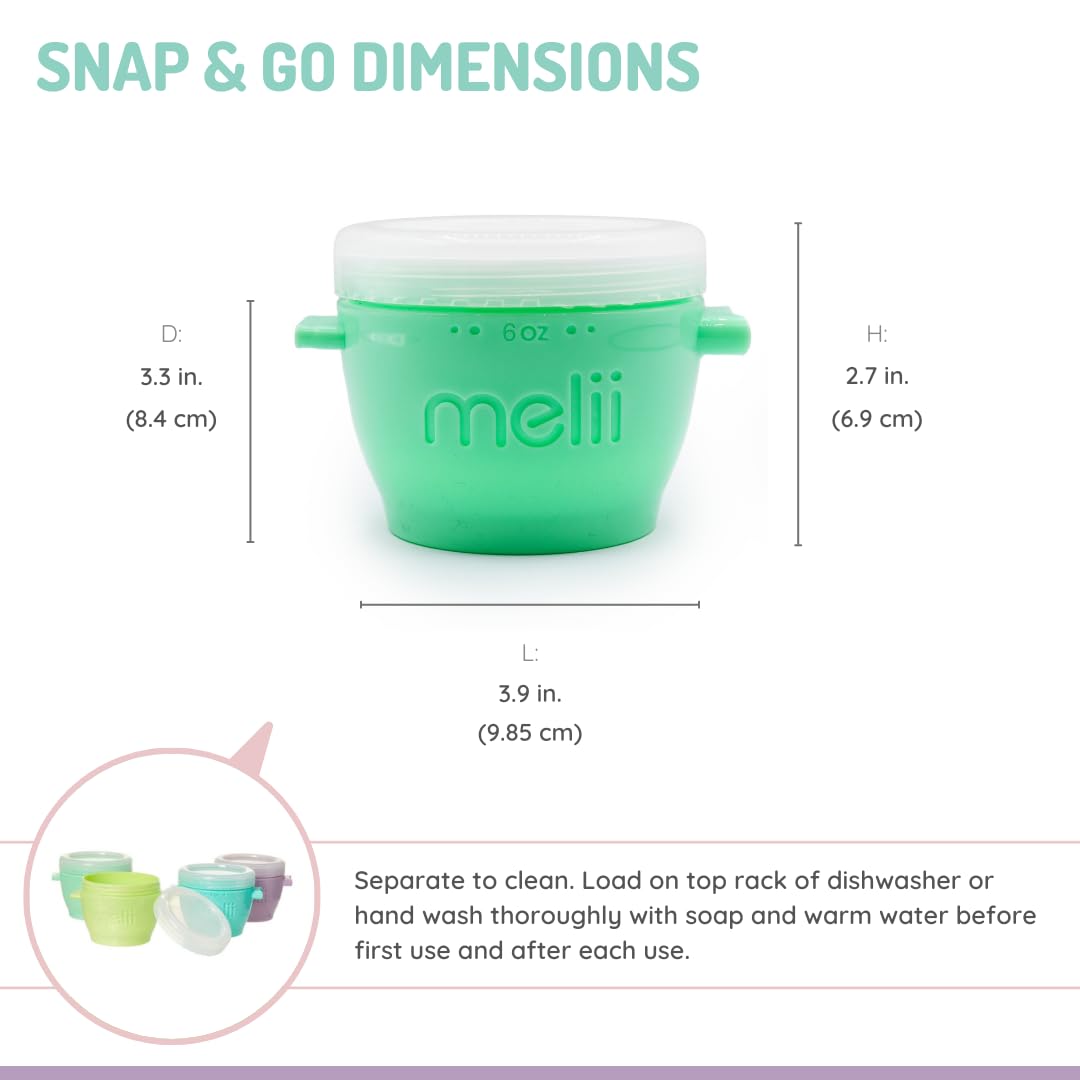 SNAP & GO DIMENSIONS
6 oz
melii
D:
3.3 in.
(8.4 cm)
H:
2.7 in.
(6.9 cm)
L:
3.9 in.
(9.85 cm)
melii
Separate to clean. Load on top rack of dishwasher or
hand wash thoroughly with soap and warm water before
first use and after each use.